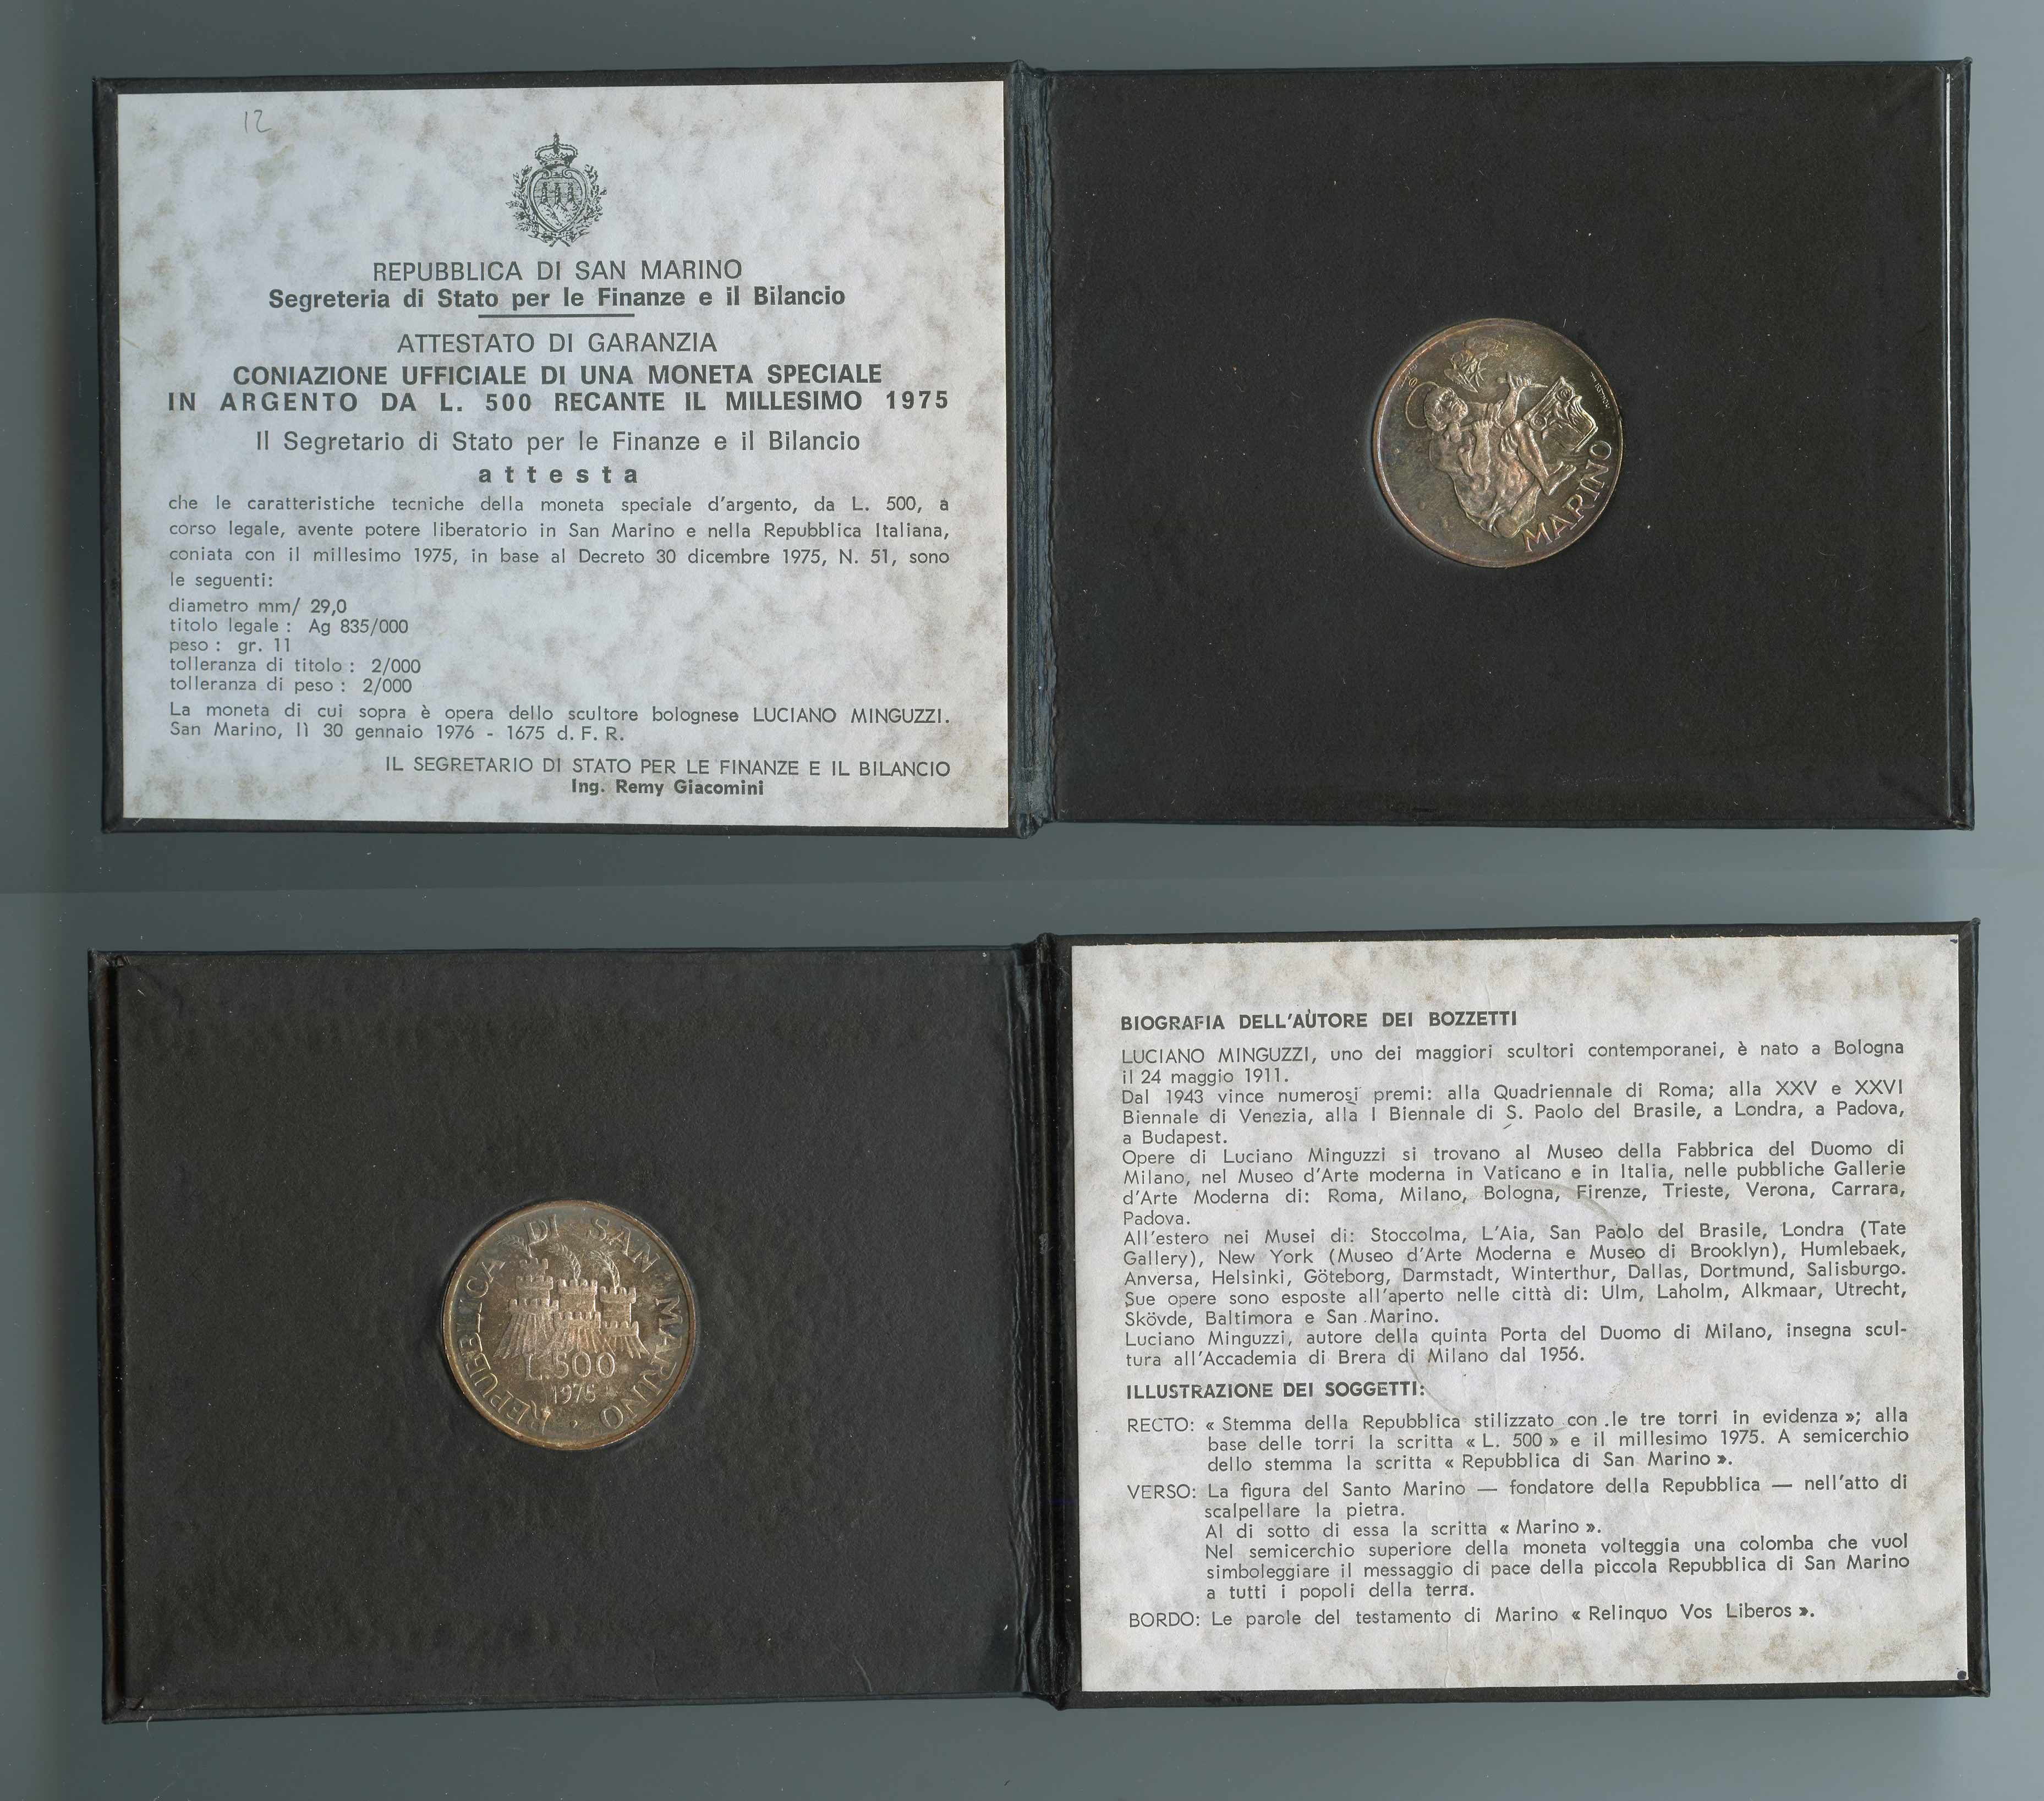 12
REPUBBLICA DI SAN MARINO
Segreteria di Stato per le Finanze e il Bilancio
ATTESTATO DI GARANZIA
CONIAZIONE UFFICIALE DI UNA MONETA SPECIALE
IN ARGENTO DA L. 500 RECANTE IL MILLESIMO 1975
Il Segretario di Stato per le Finanze e il Bilancio
attesta
che le caratteristiche tecniche della moneta speciale d'argento, da L. 500, a
corso legale, avente potere liberatorio in San Marino e nella Repubblica Italiana,
coniata con il millesimo 1975, in base al Decreto 30 dicembre 1975, N. 51, sono
le seguenti:
diametro mm/ 29,0
titolo legale : Ag 835/000
peso : gr. 11
tolleranza di titolo : 2/000
tolleranza di peso : 2/000
La moneta di cui sopra è opera dello scultore bolognese LUCIANO MINGUZZI.
San Marino, lì 30 gennaio 1976 - 1675 d. F. R.
IL SEGRETARIO DI STATO PER LE FINANZE E IL BILANCIO
Ing. Remy Giacomini
MARINO
REPUBBLICA DI SAN MARINO
L.500
1975
BIOGRAFIA DELL'AÙTORE DEI BOZZETTI
LUCIANO MINGUZZI, uno dei maggiori scultori contemporanei, è nato a Bologna
il 24 maggio 1911.
Dal 1943 vince numerosi premi: alla Quadriennale di Roma; alla XXV e XXVI
Biennale di Venezia, alla I Biennale di S. Paolo del Brasile, a Londra, a Padova,
a Budapest.
Opere di Luciano Minguzzi si trovano al Museo della Fabbrica del Duomo di
Milano, nel Museo d'Arte moderna in Vaticano e in Italia, nelle pubbliche Gallerie
d'Arte Moderna di: Roma, Milano, Bologna, Firenze, Trieste, Verona, Carrara,
Padova.
All'estero nei Musei di: Stoccolma, L'Aia, San Paolo del Brasile, Londra (Tate
Gallery), New York (Museo d'Arte Moderna e Museo di Brooklyn), Humlebaek,
Anversa, Helsinki, Göteborg, Darmstadt, Winterthur, Dallas, Dortmund, Salisburgo.
Sue opere sono esposte all'aperto nelle città di: Ulm, Laholm, Alkmaar, Utrecht,
Skövde, Baltimora e San Marino.
Luciano Minguzzi, autore della quinta Porta del Duomo di Milano, insegna scul-
tura all'Accademia di Brera di Milano dal 1956.
ILLUSTRAZIONE DEI SOGGETTI:
RECTO: « Stemma della Repubblica stilizzato con le tre torri in evidenza »; alla
base delle torri la scritta « L. 500 » e il millesimo 1975. A semicerchio
dello stemma la scritta « Repubblica di San Marino ».
VERSO: La figura del Santo Marino — fondatore della Repubblica — nell'atto di
scalpellare la pietra.
Al di sotto di essa la scritta « Marino ».
Nel semicerchio superiore della moneta volteggia una colomba che vuol
simboleggiare il messaggio di pace della piccola Repubblica di San Marino
a tutti i popoli della terra.
BORDO: Le parole del testamento di Marino « Relinquo Vos Liberos ».